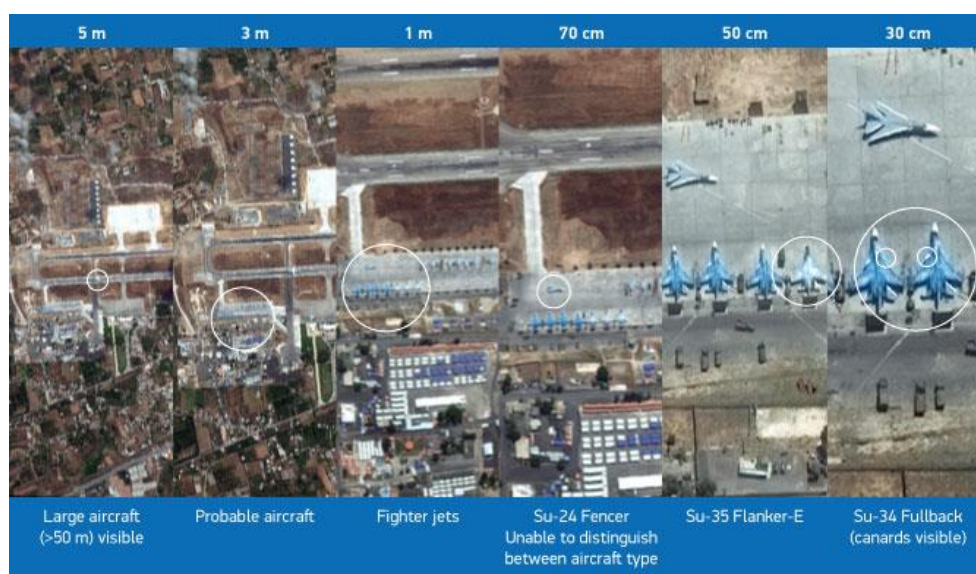 5 m
3 m
1 m
70 cm
50 cm
30 cm
Large aircraft
(>50 m) visible
Probable aircraft
Fighter jets
Su-24 Fencer
Unable to distinguish
between aircraft type
Su-35 Flanker-E
Su-34 Fullback
(canards visible)